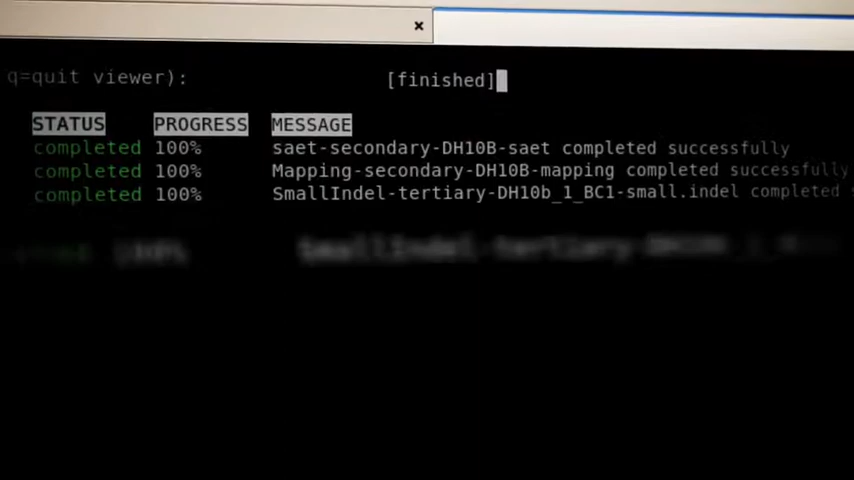 q=quit viewer): [finished]
STATUS PROGRESS MESSAGE
completed 100% saet-secondary-DH10B-saet completed successfully
completed 100% Mapping-secondary-DH10B-mapping completed successfully
completed 100% SmallIndel-tertiary-DH10b_1_BC1-small.indel completed